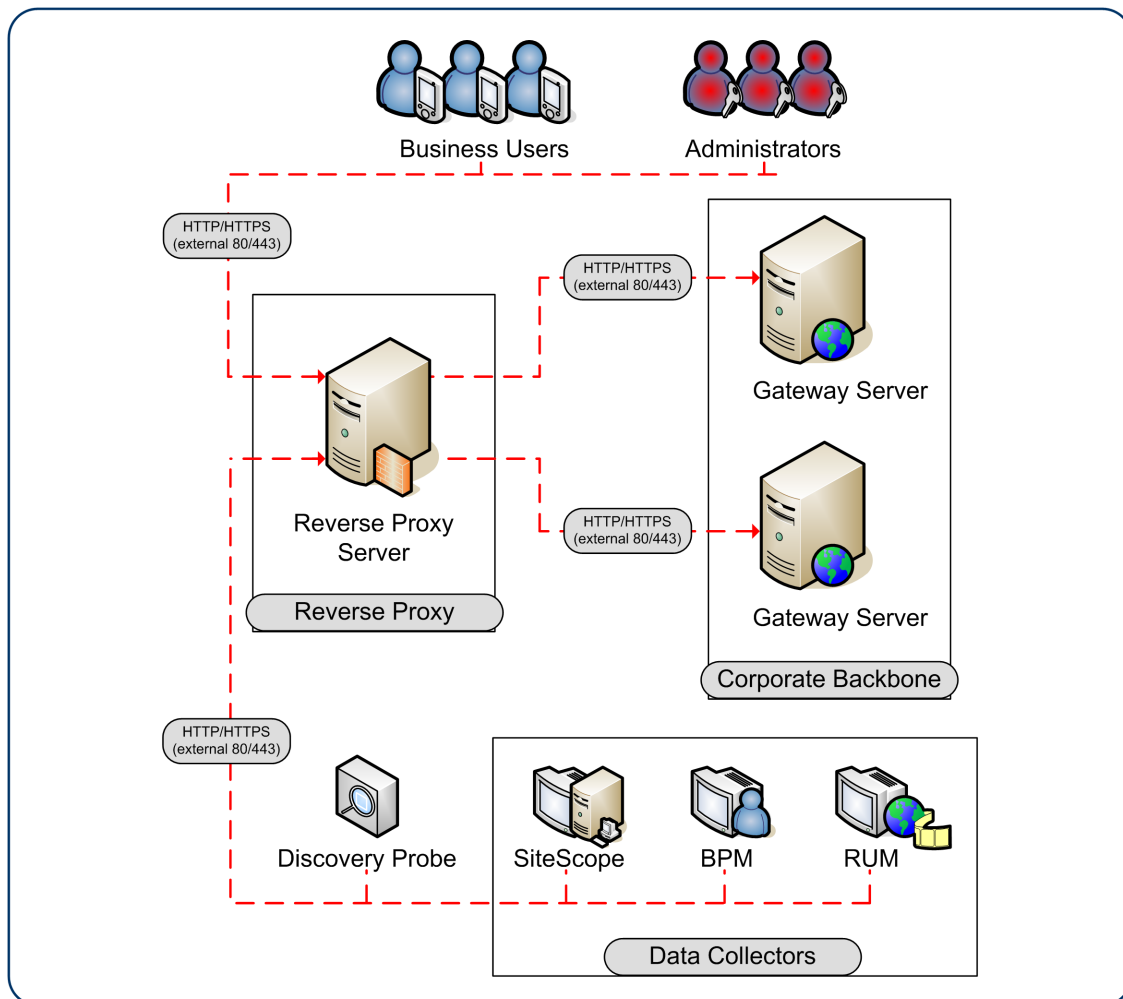 Business Users
Administrators
HTTP/HTTPS
(external 80/443)
HTTP/HTTPS
(external 80/443)
Gateway Server
Reverse Proxy
Server
HTTP/HTTPS
(external 80/443)
Reverse Proxy
Gateway Server
Corporate Backbone
HTTP/HTTPS
(external 80/443)
Discovery Probe
SiteScope
BPM
RUM
Data Collectors